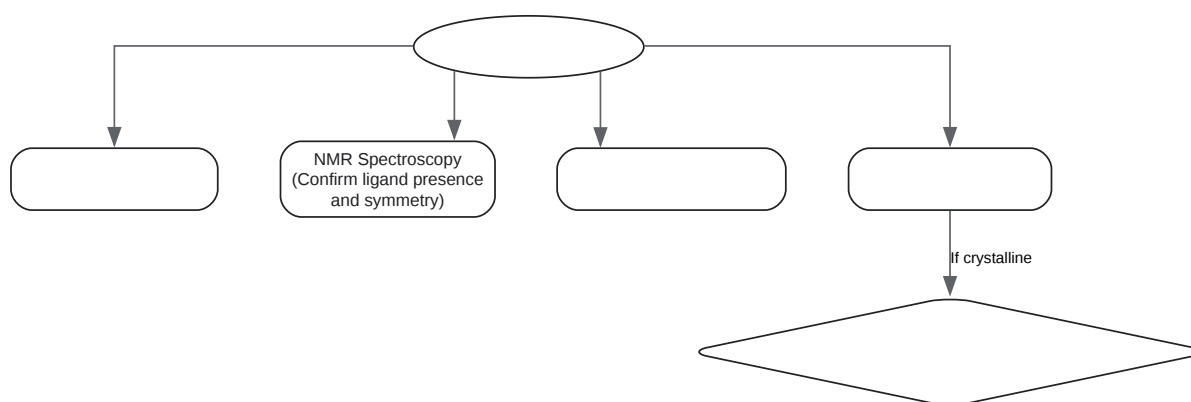 NMR Spectroscopy
(Confirm ligand presence
and symmetry)
If crystalline